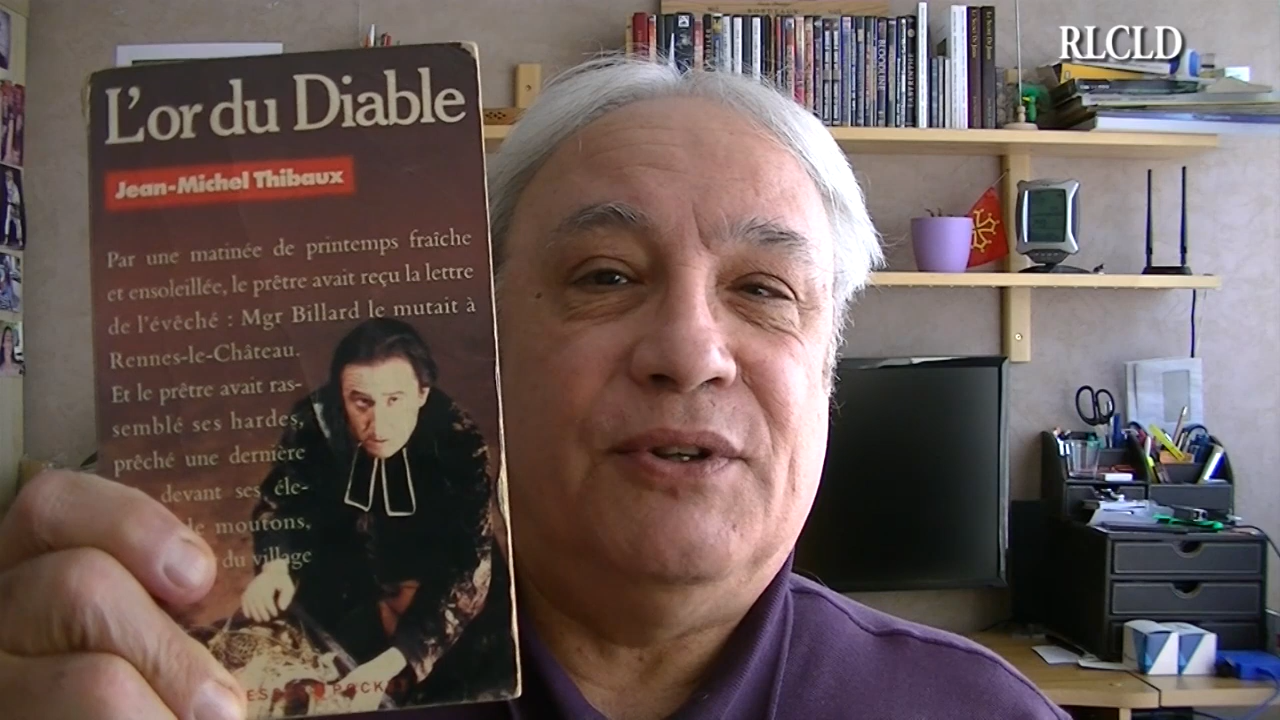 RLCLD
L'or du Diable
Jean-Michel Thibaux
Par une matinée de printemps fraîche
et ensoleillée, le prêtre avait reçu la lettre
de l'évêché : Mgr Billard le mutait à
Rennes-le-Château.
Et le prêtre avait ras-
semblé ses hardes,
prêché une dernière
devant ses éle-
de moutons,
du village
POCKET